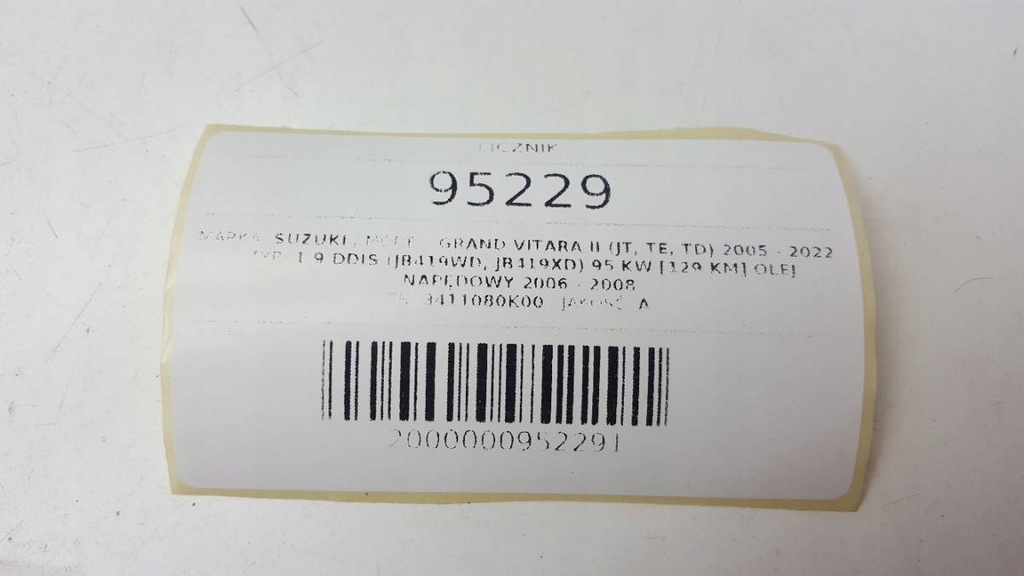 LICZNIK
95229
MARKA: SUZUKI, MODEL: GRAND VITARA II (JT, TE, TD) 2005 - 2022
TYP: 1.9 DDIS (JB419WD, JB419XD) 95 KW [129 KM] OLEJ
NAPĘDOWY 2006 - 2008
3411080K00, JAKOŚĆ: A
2000000952291